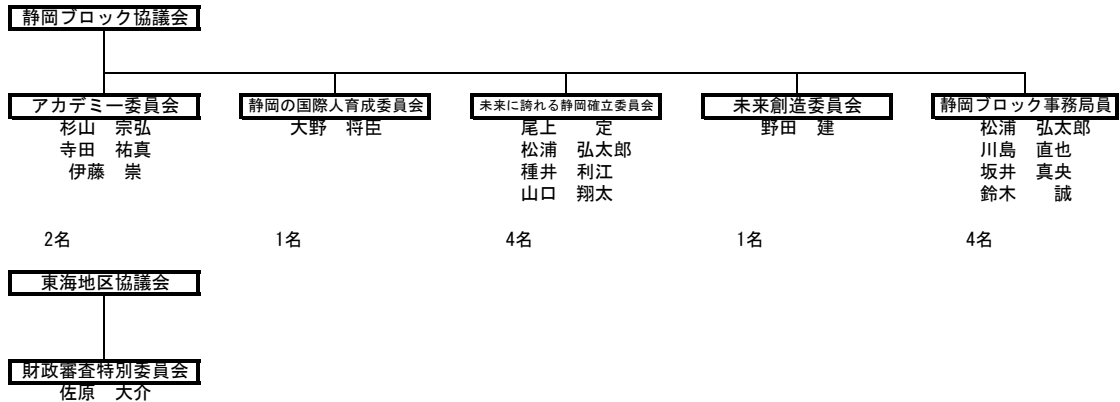 静岡ブロック協議会
アカデミー委員会
杉山　宗弘
寺田　祐真
伊藤　崇
2名
静岡の国際人育成委員会
大野　将臣
1名
未来に誇れる静岡確立委員会
尾上　　定
松浦　弘太郎
種井　利江
山口　翔太
4名
未来創造委員会
野田　建
1名
静岡ブロック事務局員
松浦　弘太郎
川島　直也
坂井　真央
鈴木　　誠
4名
東海地区協議会
財政審査特別委員会
佐原　大介